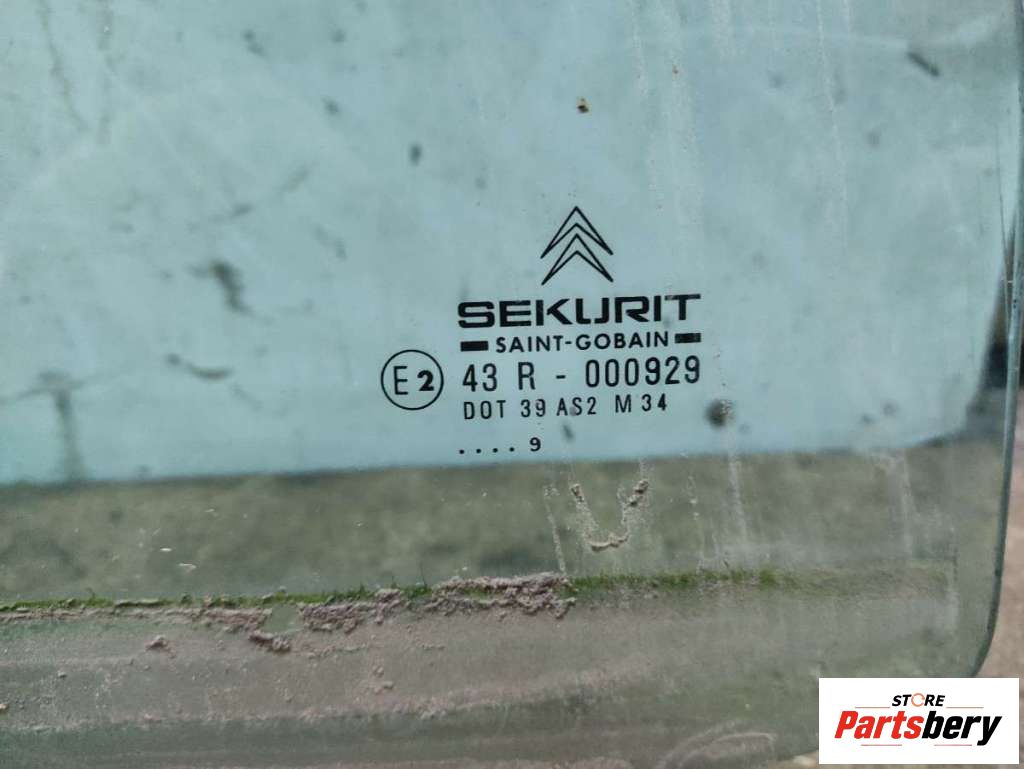 SEKURIT
SAINT-GOBAIN
E2 43 R - 000929
DOT 39 AS2 M 34
.... 9
STORE
Partsbery